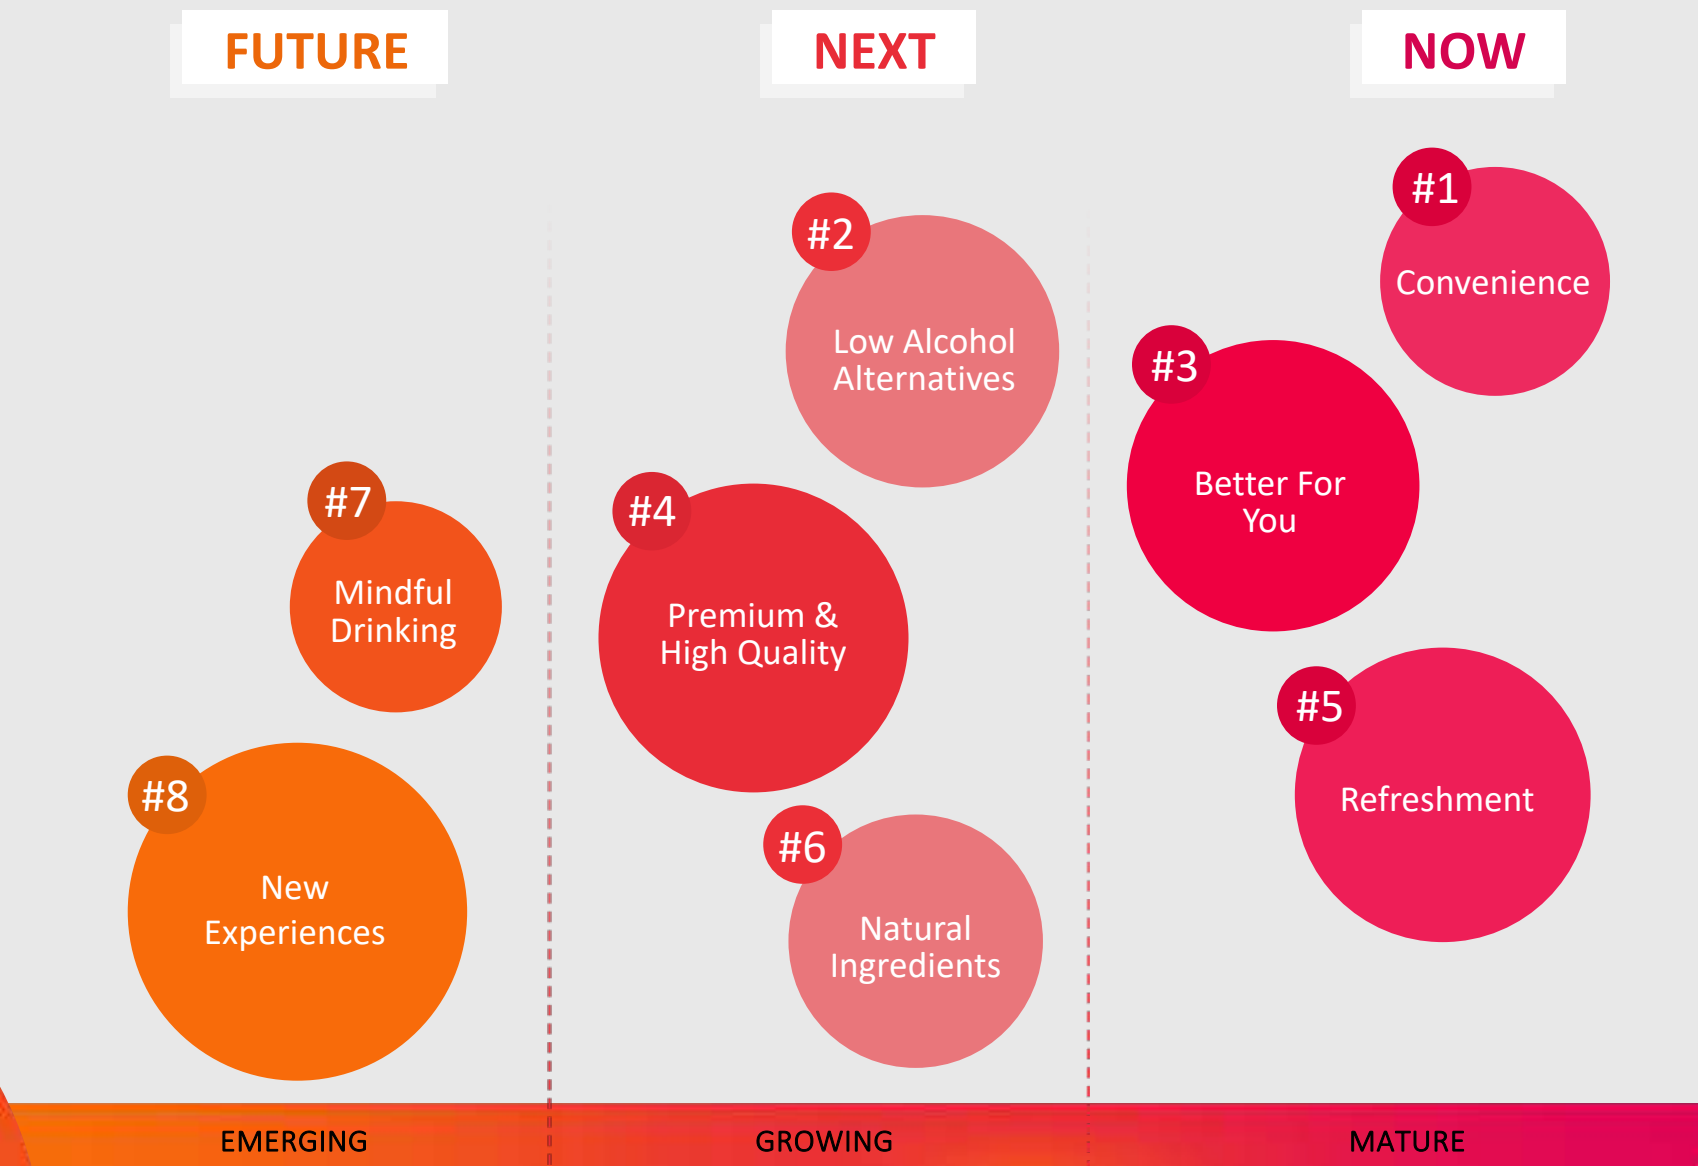 FUTURE
NEXT
NOW
#1
Convenience
#2
Low Alcohol
Alternatives
#3
Better For
You
#4
Premium &
High Quality
#5
Refreshment
#6
Natural
Ingredients
#7
Mindful
Drinking
#8
New
Experiences
EMERGING
GROWING
MATURE